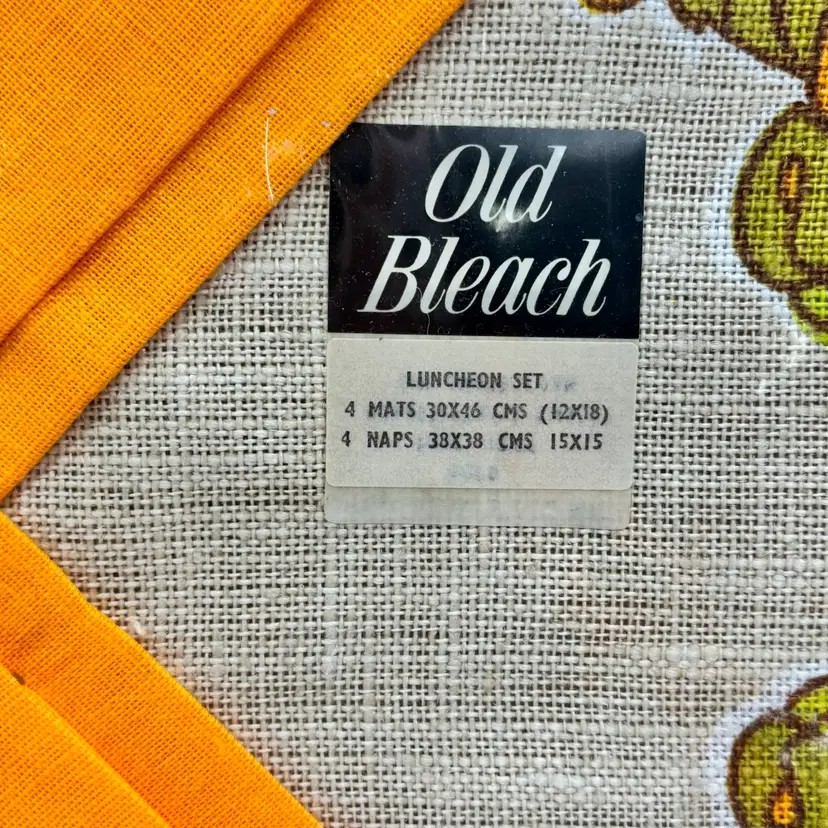 Old
Bleach
LUNCHEON SET
4 MATS 30X46 CMS (12X18)
4 NAPS 38X38 CMS 15X15